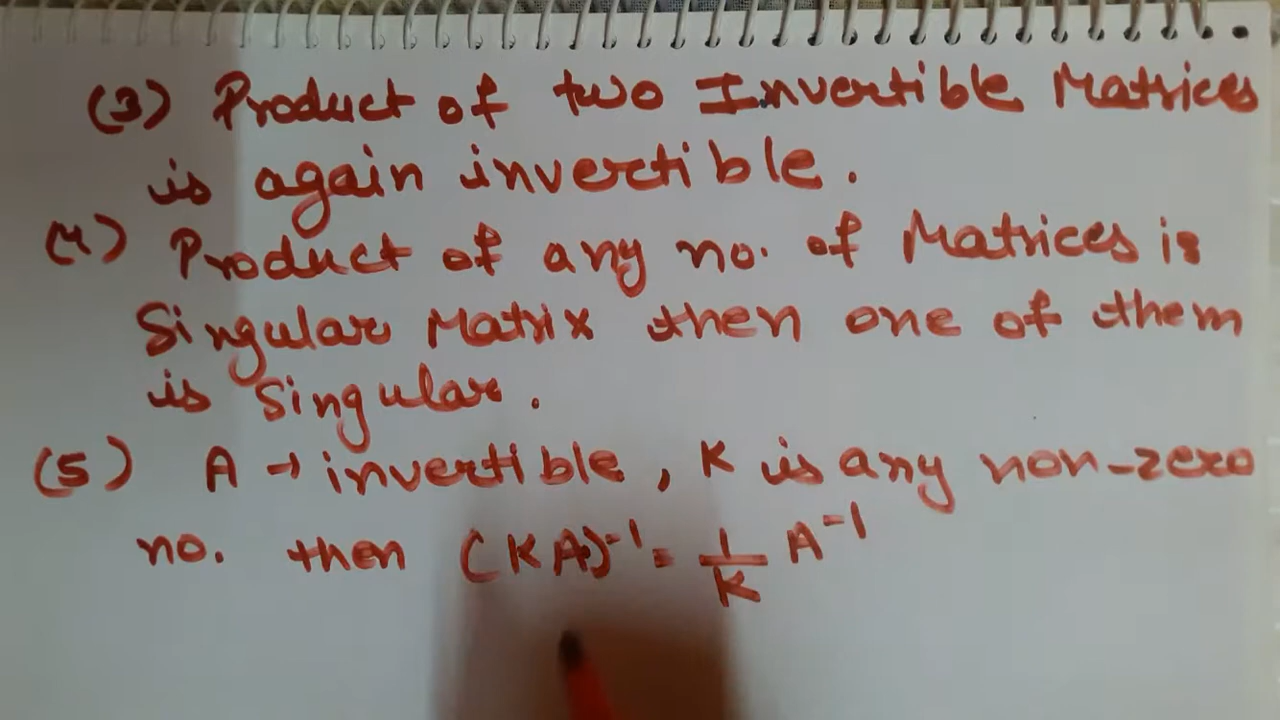 (3) Product of two Invertible Matrices
is again invertible.
(4) Product of any no. of Matrices is
Singular Matrix then one of them
is Singular.
(5) A → invertible, K is any non-zero
no. then (KA)⁻¹ = 1/K A⁻¹